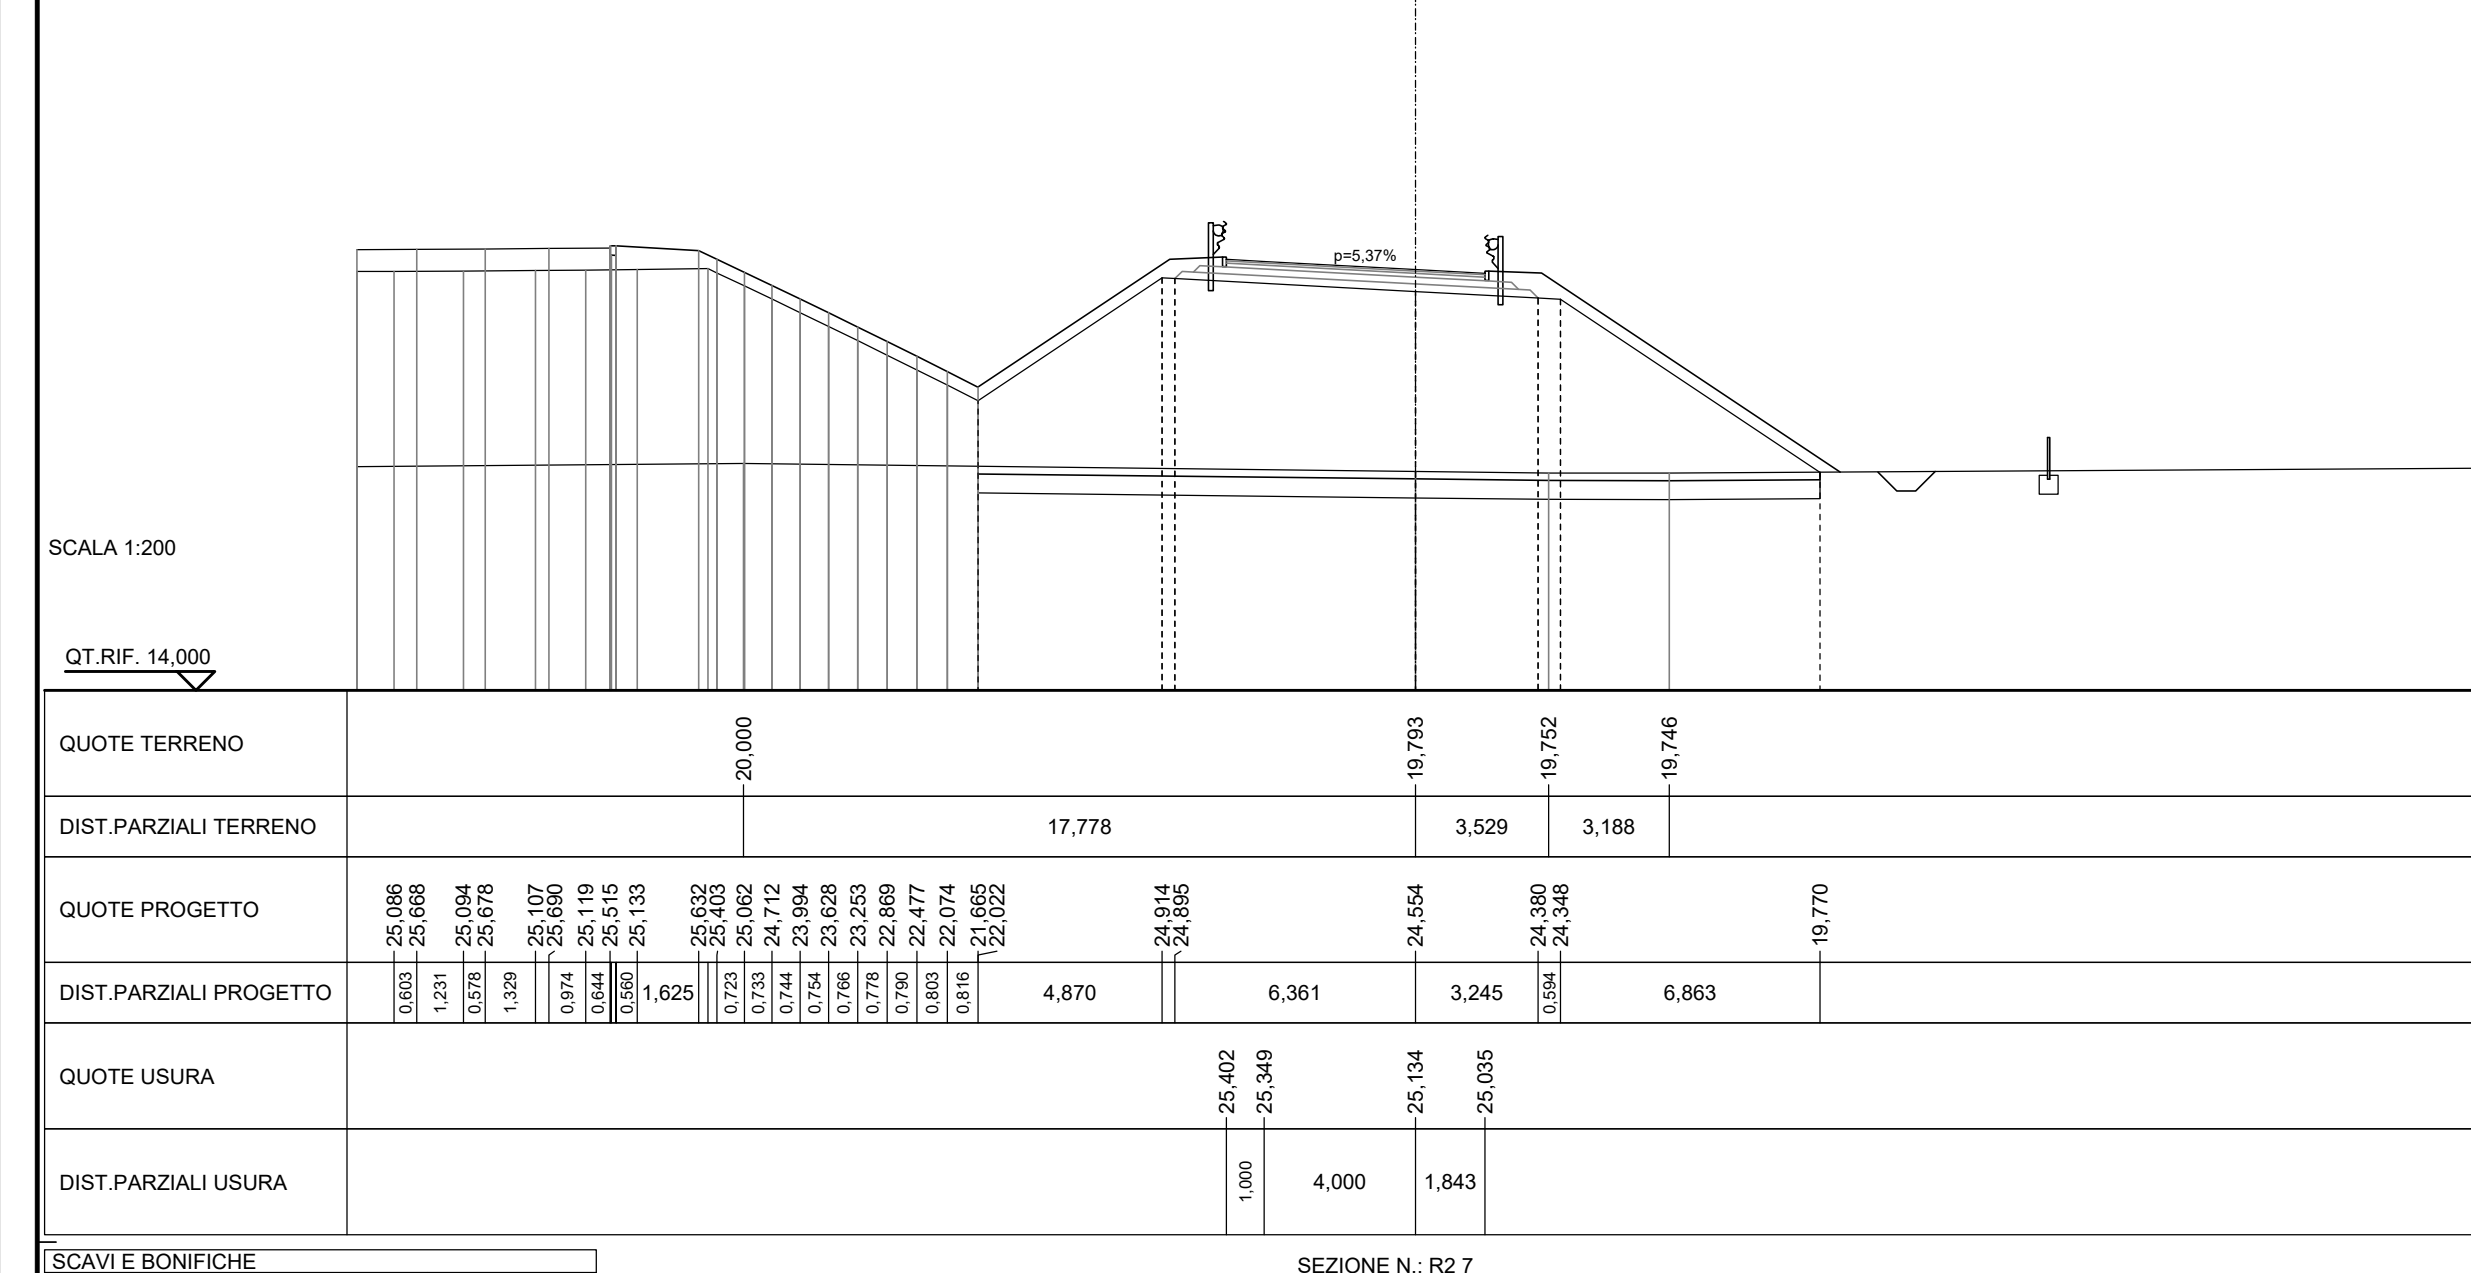 p=5,37%
SCALA 1:200
QT.RIF. 14,000
QUOTE TERRENO
20,000 19,793 19,752 19,746
DIST.PARZIALI TERRENO
17,778 3,529 3,188
QUOTE PROGETTO
25,086 25,668 25,094 25,678 25,107 25,690 25,119 25,515 25,133 25,632 25,403 25,062 24,712 23,994 23,628 23,253 22,869 22,477 22,074 21,665 22,022 24,914 24,895 24,554 24,380 24,348 19,770
DIST.PARZIALI PROGETTO
0,603 1,231 0,578 1,329 0,974 0,644 0,560 1,625 0,723 0,733 0,744 0,754 0,766 0,778 0,790 0,803 0,816 4,870 6,361 3,245 0,594 6,863
QUOTE USURA
25,402 25,349 25,134 25,035
DIST.PARZIALI USURA
1,000 4,000 1,843
SCAVI E BONIFICHE
SEZIONE N.: R2 7